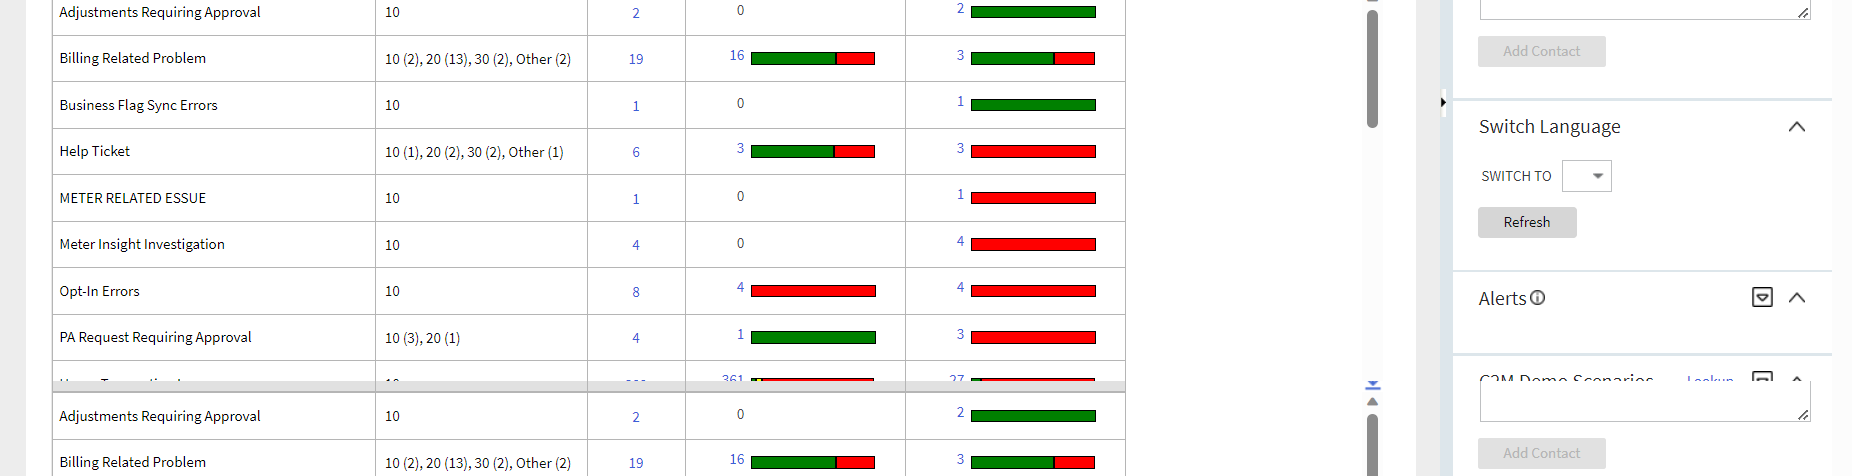 Adjustments Requiring Approval 10 2 0 2
Billing Related Problem 10 (2), 20 (13), 30 (2), Other (2) 19 16 3
Business Flag Sync Errors 10 1 0 1
Help Ticket 10 (1), 20 (2), 30 (2), Other (1) 6 3 3
METER RELATED ESSUE 10 1 0 1
Meter Insight Investigation 10 4 0 4
Opt-In Errors 10 8 4 4
PA Request Requiring Approval 10 (3), 20 (1) 4 1 3
10 361 27
Adjustments Requiring Approval 10 2 0 2
Billing Related Problem 10 (2), 20 (13), 30 (2), Other (2) 19 16 3
Add Contact
Switch Language
SWITCH TO
Refresh
Alerts
C2M Demo Scenarios Lookup
Add Contact